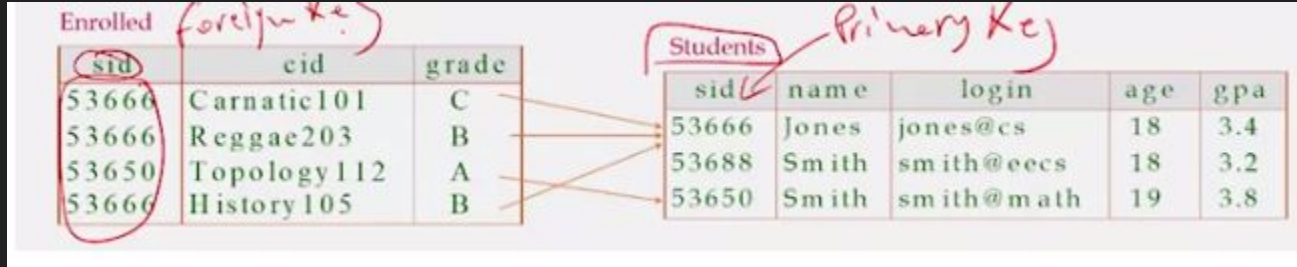 Enrolled Foreign Key
sid cid grade
53666 Carnatic101 C
53666 Reggae203 B
53650 Topology112 A
53666 History105 B
Primary Key
Students
sid name login age gpa
53666 Jones jones@cs 18 3.4
53688 Smith smith@eecs 18 3.2
53650 Smith smith@math 19 3.8